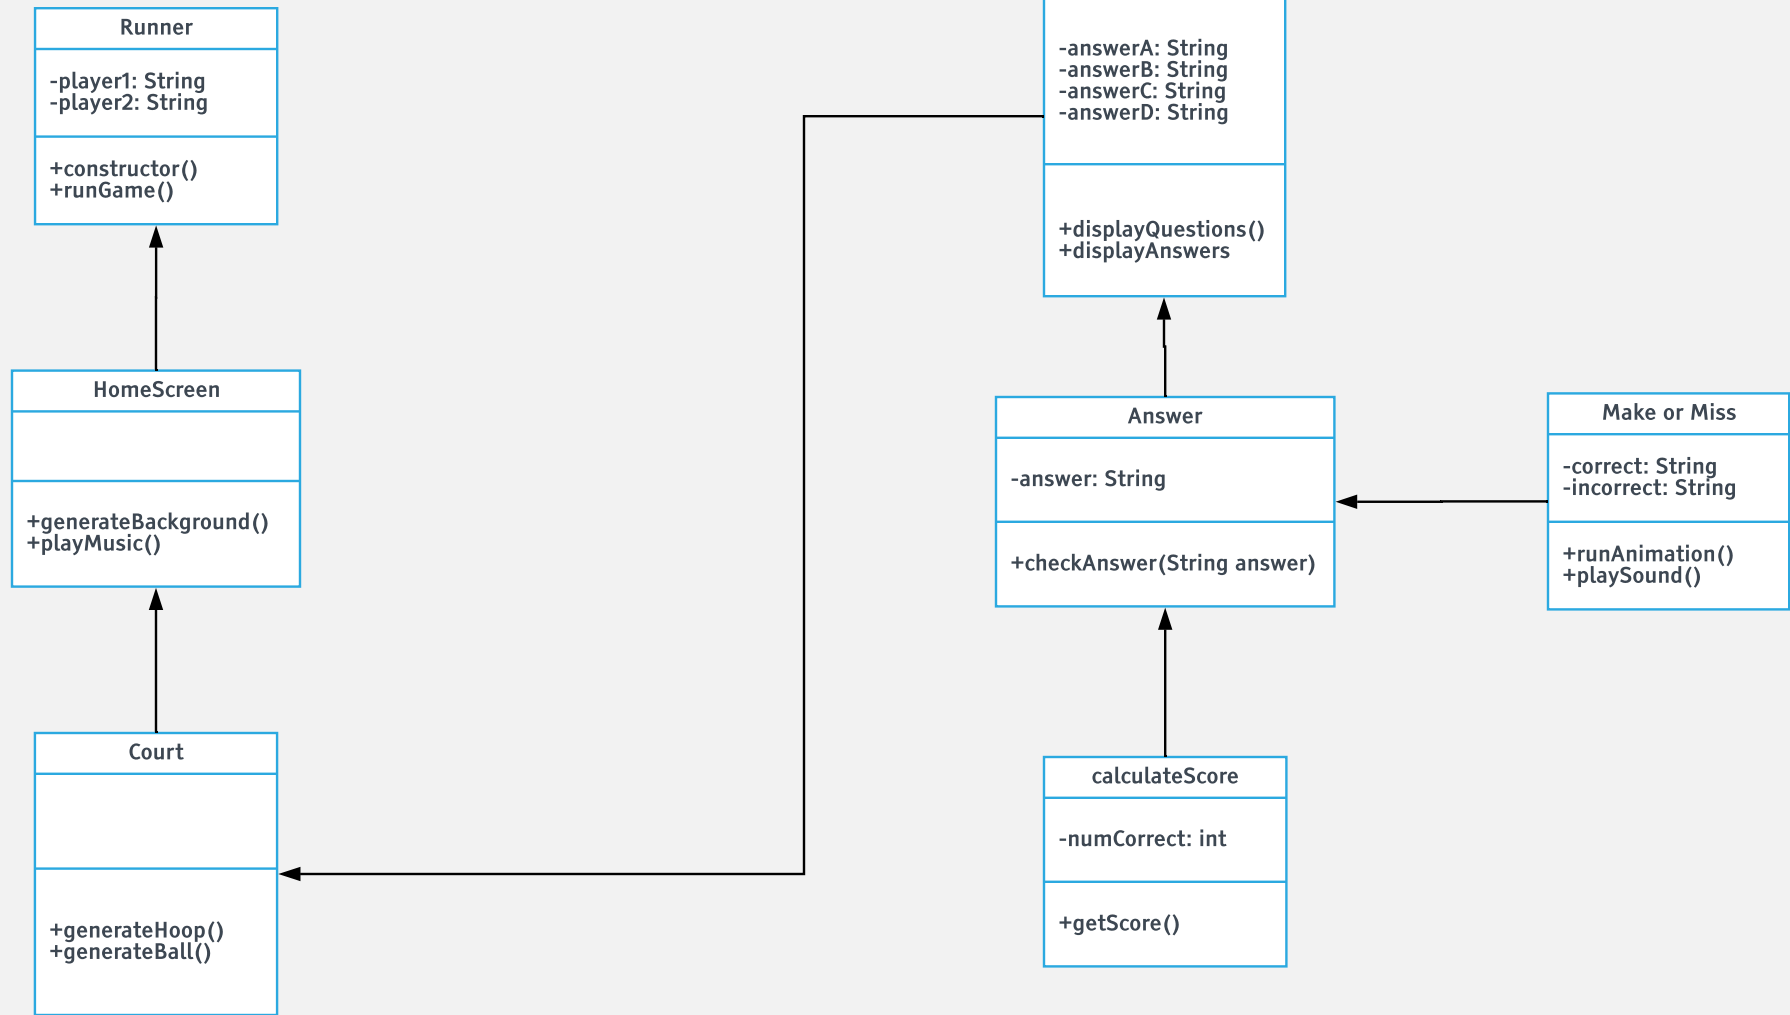 Runner
-player1: String
-player2: String
+constructor()
+runGame()
HomeScreen
+generateBackground()
+playMusic()
Court
+generateHoop()
+generateBall()
-answerA: String
-answerB: String
-answerC: String
-answerD: String
+displayQuestions()
+displayAnswers
Answer
-answer: String
+checkAnswer(String answer)
calculateScore
-numCorrect: int
+getScore()
Make or Miss
-correct: String
-incorrect: String
+runAnimation()
+playSound()